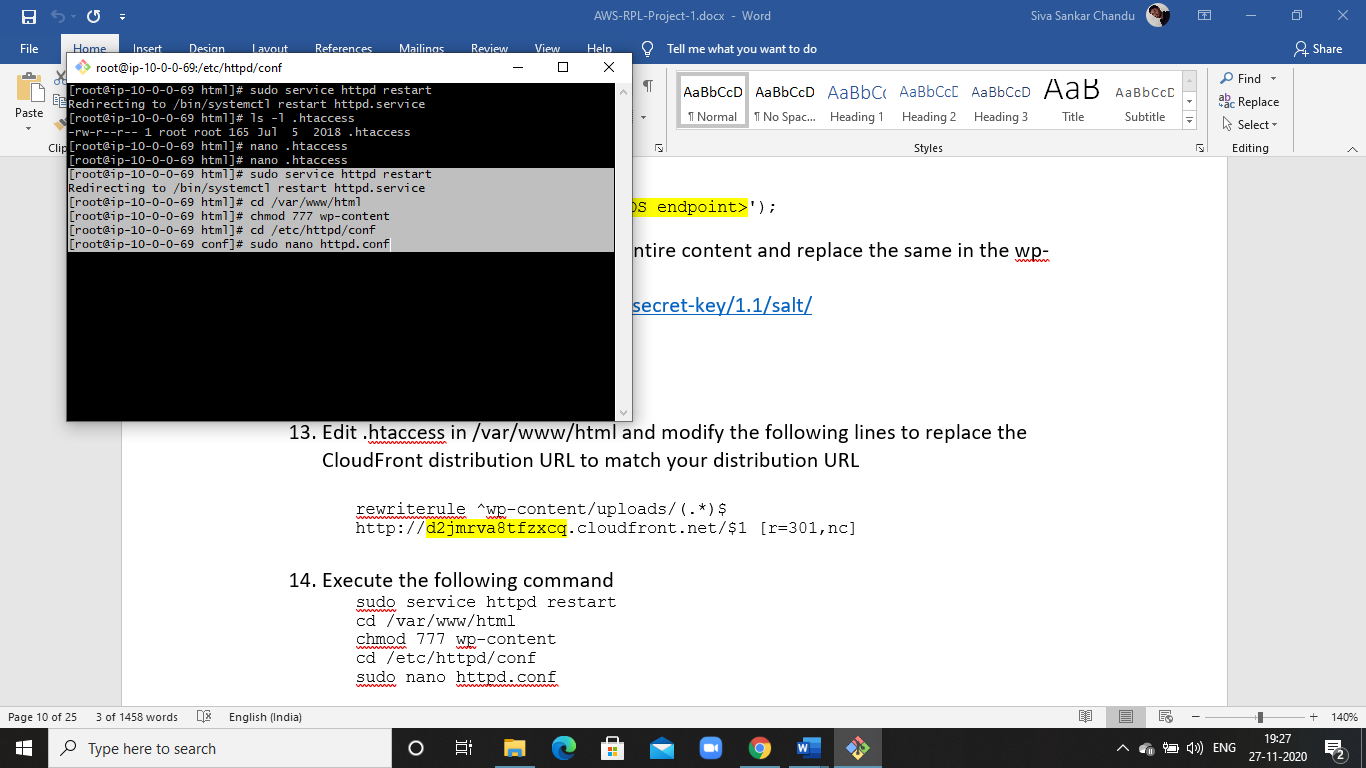 AWS-RPL-Project-1.docx - Word
Siva Sankar Chandu
File Home Insert Design Layout References Mailings Review View Help Tell me what you want to do Share
root@ip-10-0-0-69:/etc/httpd/conf
[root@ip-10-0-0-69 html]# sudo service httpd restart
Redirecting to /bin/systemctl restart httpd.service
[root@ip-10-0-0-69 html]# ls -l .htaccess
-rw-r--r-- 1 root root 165 Jul  5  2018 .htaccess
[root@ip-10-0-0-69 html]# nano .htaccess
[root@ip-10-0-0-69 html]# nano .htaccess
[root@ip-10-0-0-69 html]# sudo service httpd restart
Redirecting to /bin/systemctl restart httpd.service
[root@ip-10-0-0-69 html]# cd /var/www/html
[root@ip-10-0-0-69 html]# chmod 777 wp-content
[root@ip-10-0-0-69 html]# cd /etc/httpd/conf
[root@ip-10-0-0-69 conf]# sudo nano httpd.conf
Paste
Clip
AaBbCcD AaBbCcD AaBbCc AaBbCcD AaBbCcD AaB AaBbCcD
¶ Normal ¶ No Spac... Heading 1 Heading 2 Heading 3 Title Subtitle
Styles
Find
Replace
Select
Editing
OS endpoint>');
ntire content and replace the same in the wp-
secret-key/1.1/salt/
13. Edit .htaccess in /var/www/html and modify the following lines to replace the
CloudFront distribution URL to match your distribution URL
rewriterule ^wp-content/uploads/(.*)$
http://d2jmrva8tfzxcq.cloudfront.net/$1 [r=301,nc]
14. Execute the following command
sudo service httpd restart
cd /var/www/html
chmod 777 wp-content
cd /etc/httpd/conf
sudo nano httpd.conf
Page 10 of 25 3 of 1458 words English (India) 140%
Type here to search
ENG
19:27
27-11-2020
2